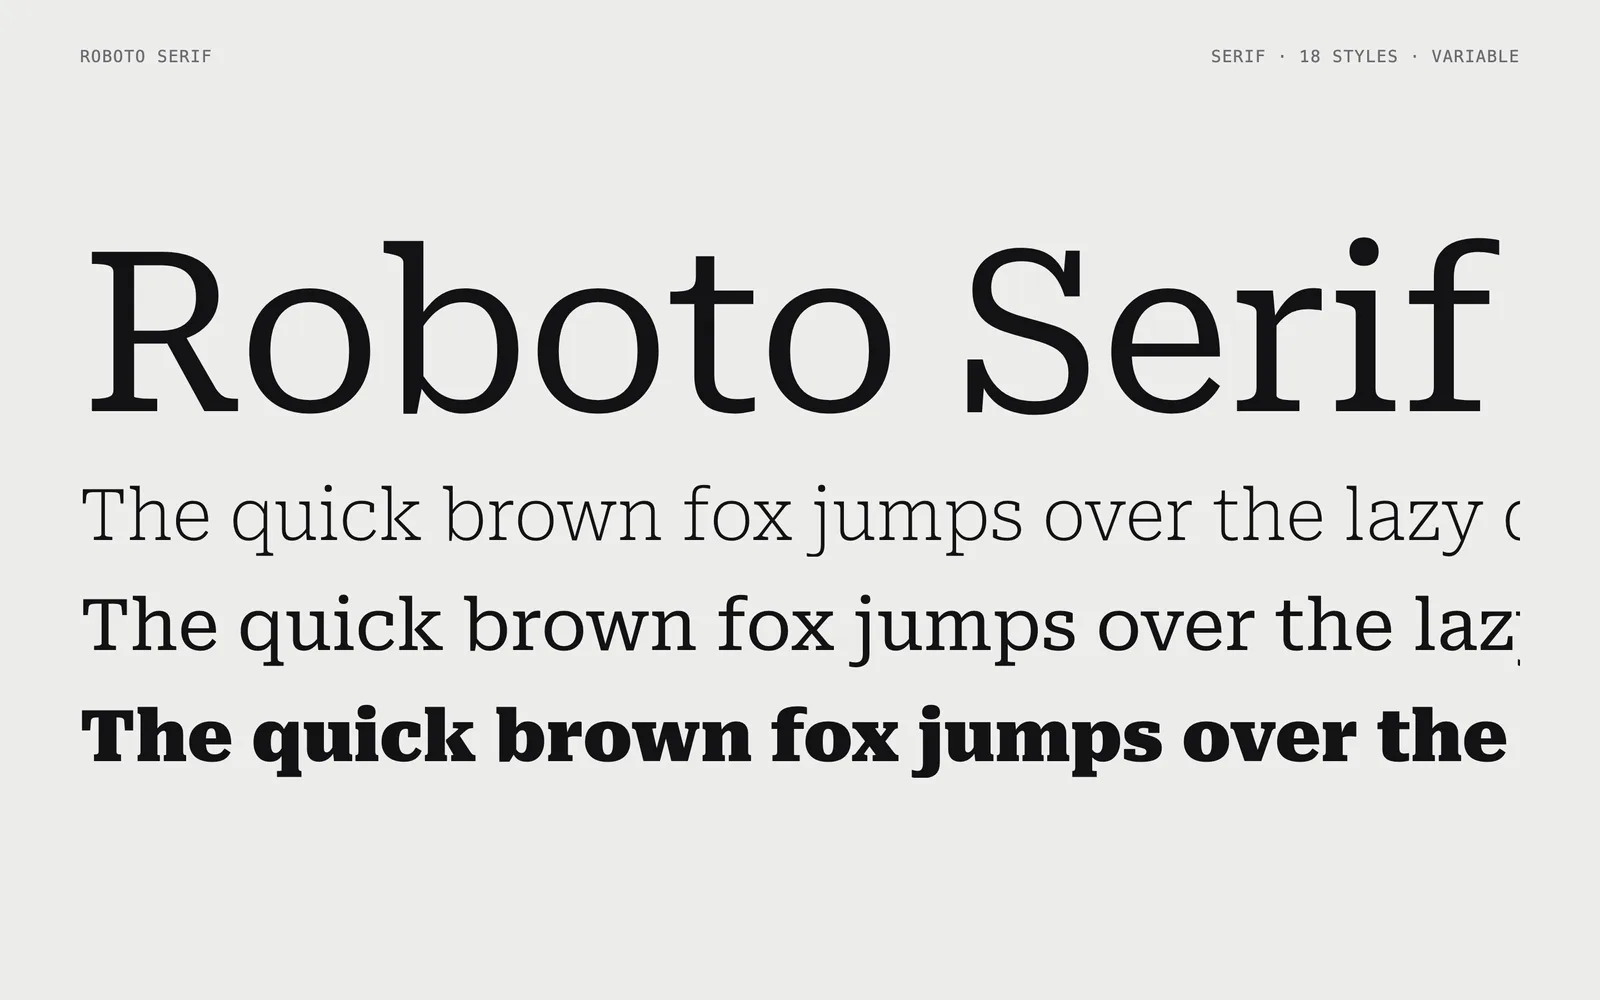 ROBOTO SERIF
SERIF · 18 STYLES · VARIABLE
Roboto Serif
The quick brown fox jumps over the lazy
The quick brown fox jumps over the lazy
The quick brown fox jumps over the